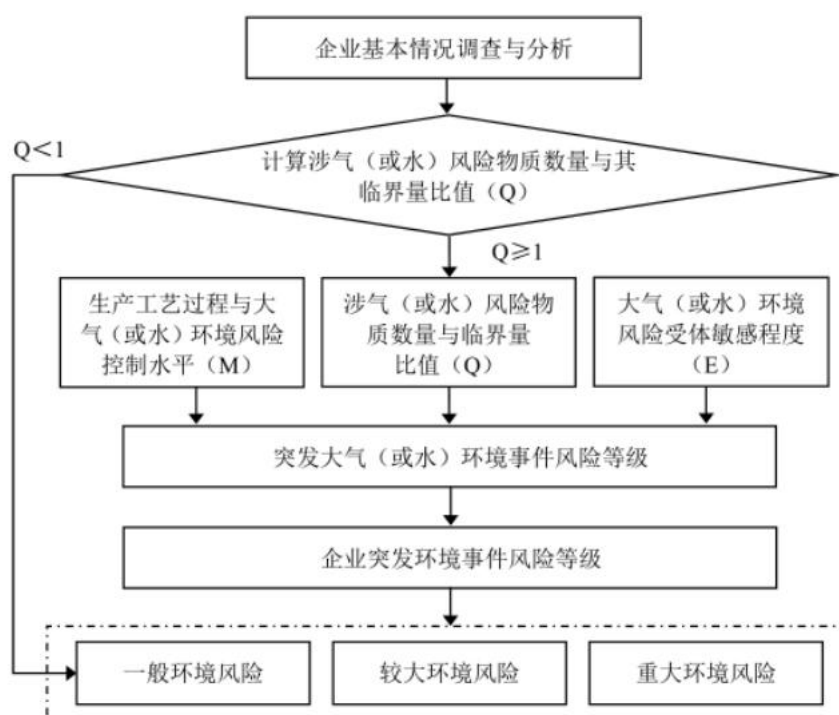 企业基本情况调查与分析
Q＜1
计算涉气（或水）风险物质数量与其
临界量比值（Q）
Q≥1
生产工艺过程与大
气（或水）环境风险
控制水平（M）
涉气（或水）风险物
质数量与临界量
比值（Q）
大气（或水）环境
风险受体敏感程度
（E）
突发大气（或水）环境事件风险等级
企业突发环境事件风险等级
一般环境风险
较大环境风险
重大环境风险